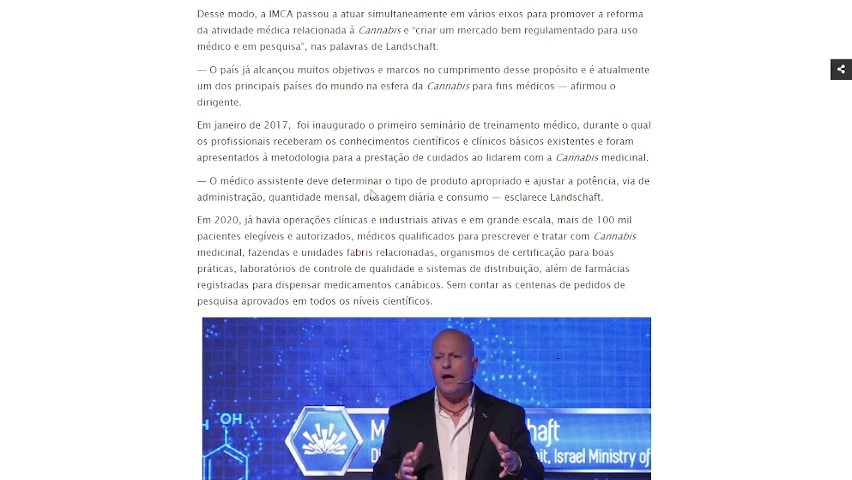 Desse modo, a IMCA passou a atuar simultaneamente em vários eixos para promover a reforma
da atividade médica relacionada à Cannabis e “criar um mercado bem regulamentado para uso
médico e em pesquisa”, nas palavras de Landschaft:
— O país já alcançou muitos objetivos e marcos no cumprimento desse propósito e é atualmente
um dos principais países do mundo na esfera da Cannabis para fins médicos — afirmou o
dirigente.
Em janeiro de 2017, foi inaugurado o primeiro seminário de treinamento médico, durante o qual
os profissionais receberam os conhecimentos científicos e clínicos básicos existentes e foram
apresentados à metodologia para a prestação de cuidados ao lidarem com a Cannabis medicinal.
— O médico assistente deve determinar o tipo de produto apropriado e ajustar a potência, via de
administração, quantidade mensal, dosagem diária e consumo — esclarece Landschaft.
Em 2020, já havia operações clínicas e industriais ativas e em grande escala, mais de 100 mil
pacientes elegíveis e autorizados, médicos qualificados para prescrever e tratar com Cannabis
medicinal, fazendas e unidades fabris relacionadas, organismos de certificação para boas
práticas, laboratórios de controle de qualidade e sistemas de distribuição, além de farmácias
registradas para dispensar medicamentos canábicos. Sem contar as centenas de pedidos de
pesquisa aprovados em todos os níveis científicos.
OH
haft
Israel Ministry of